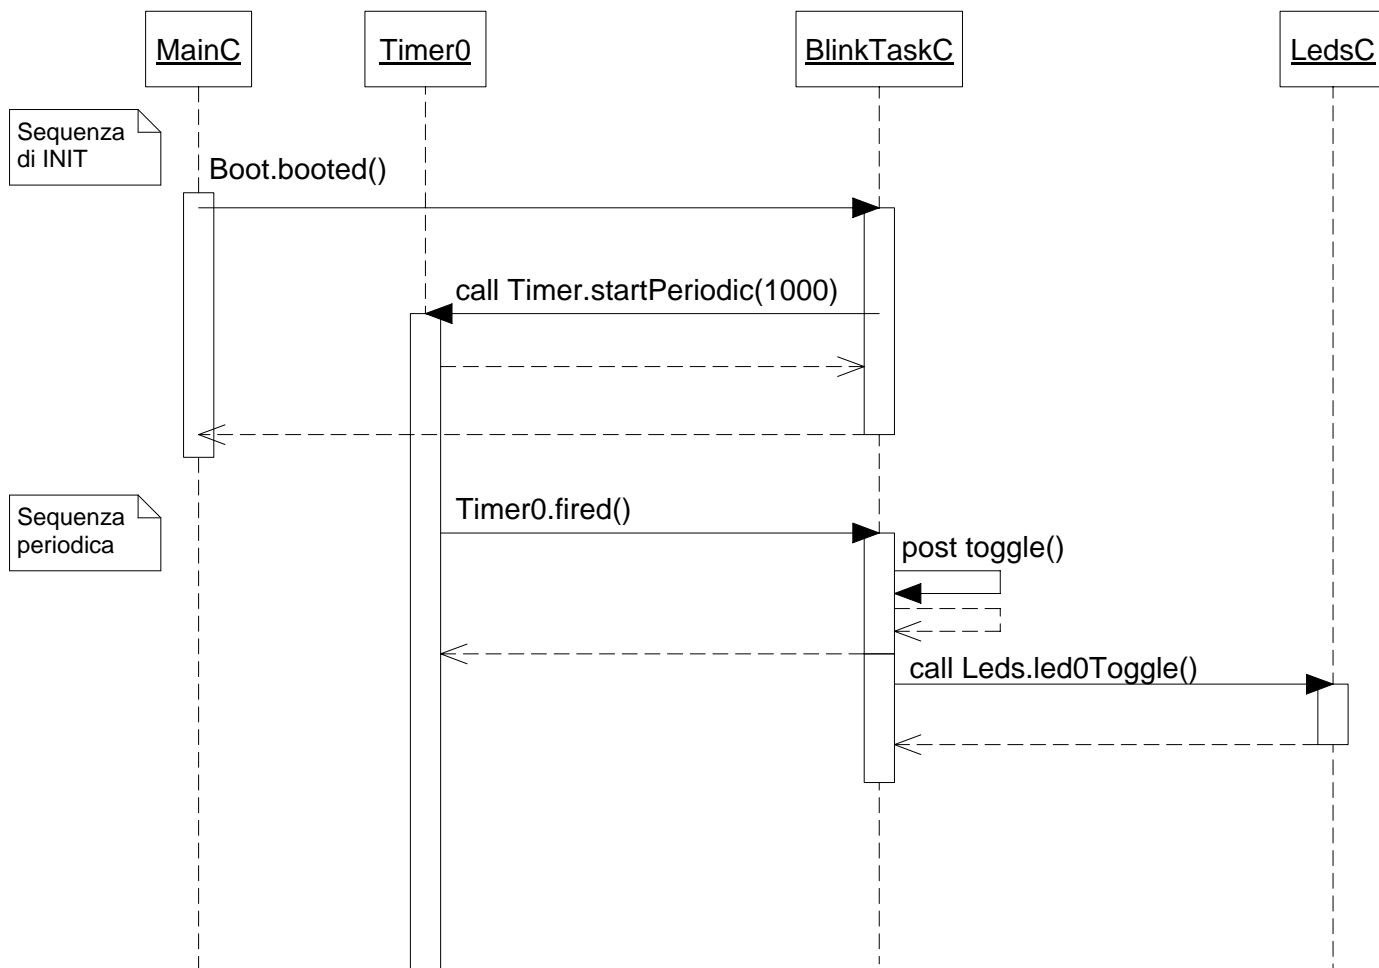 MainC
Timer0
BlinkTaskC
LedsC
Sequenza
di INIT
Boot.booted()
call Timer.startPeriodic(1000)
Sequenza
periodica
Timer0.fired()
post toggle()
call Leds.led0Toggle()